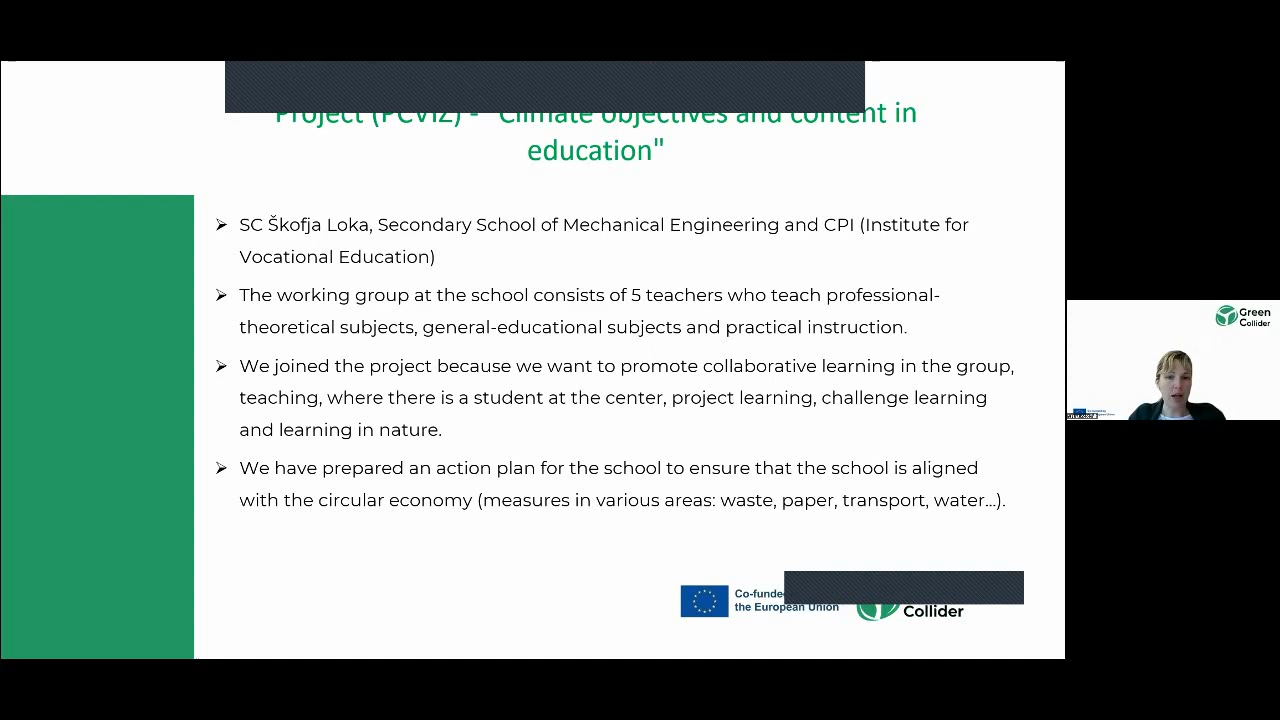 Project (PCVIZ) - "Climate objectives and content in
education"
➢ SC Škofja Loka, Secondary School of Mechanical Engineering and CPI (Institute for
Vocational Education)
➢ The working group at the school consists of 5 teachers who teach professional-
theoretical subjects, general-educational subjects and practical instruction.
➢ We joined the project because we want to promote collaborative learning in the group,
teaching, where there is a student at the center, project learning, challenge learning
and learning in nature.
➢ We have prepared an action plan for the school to ensure that the school is aligned
with the circular economy (measures in various areas: waste, paper, transport, water...).
Co-funded
the European Union
Collider
Green
Collider